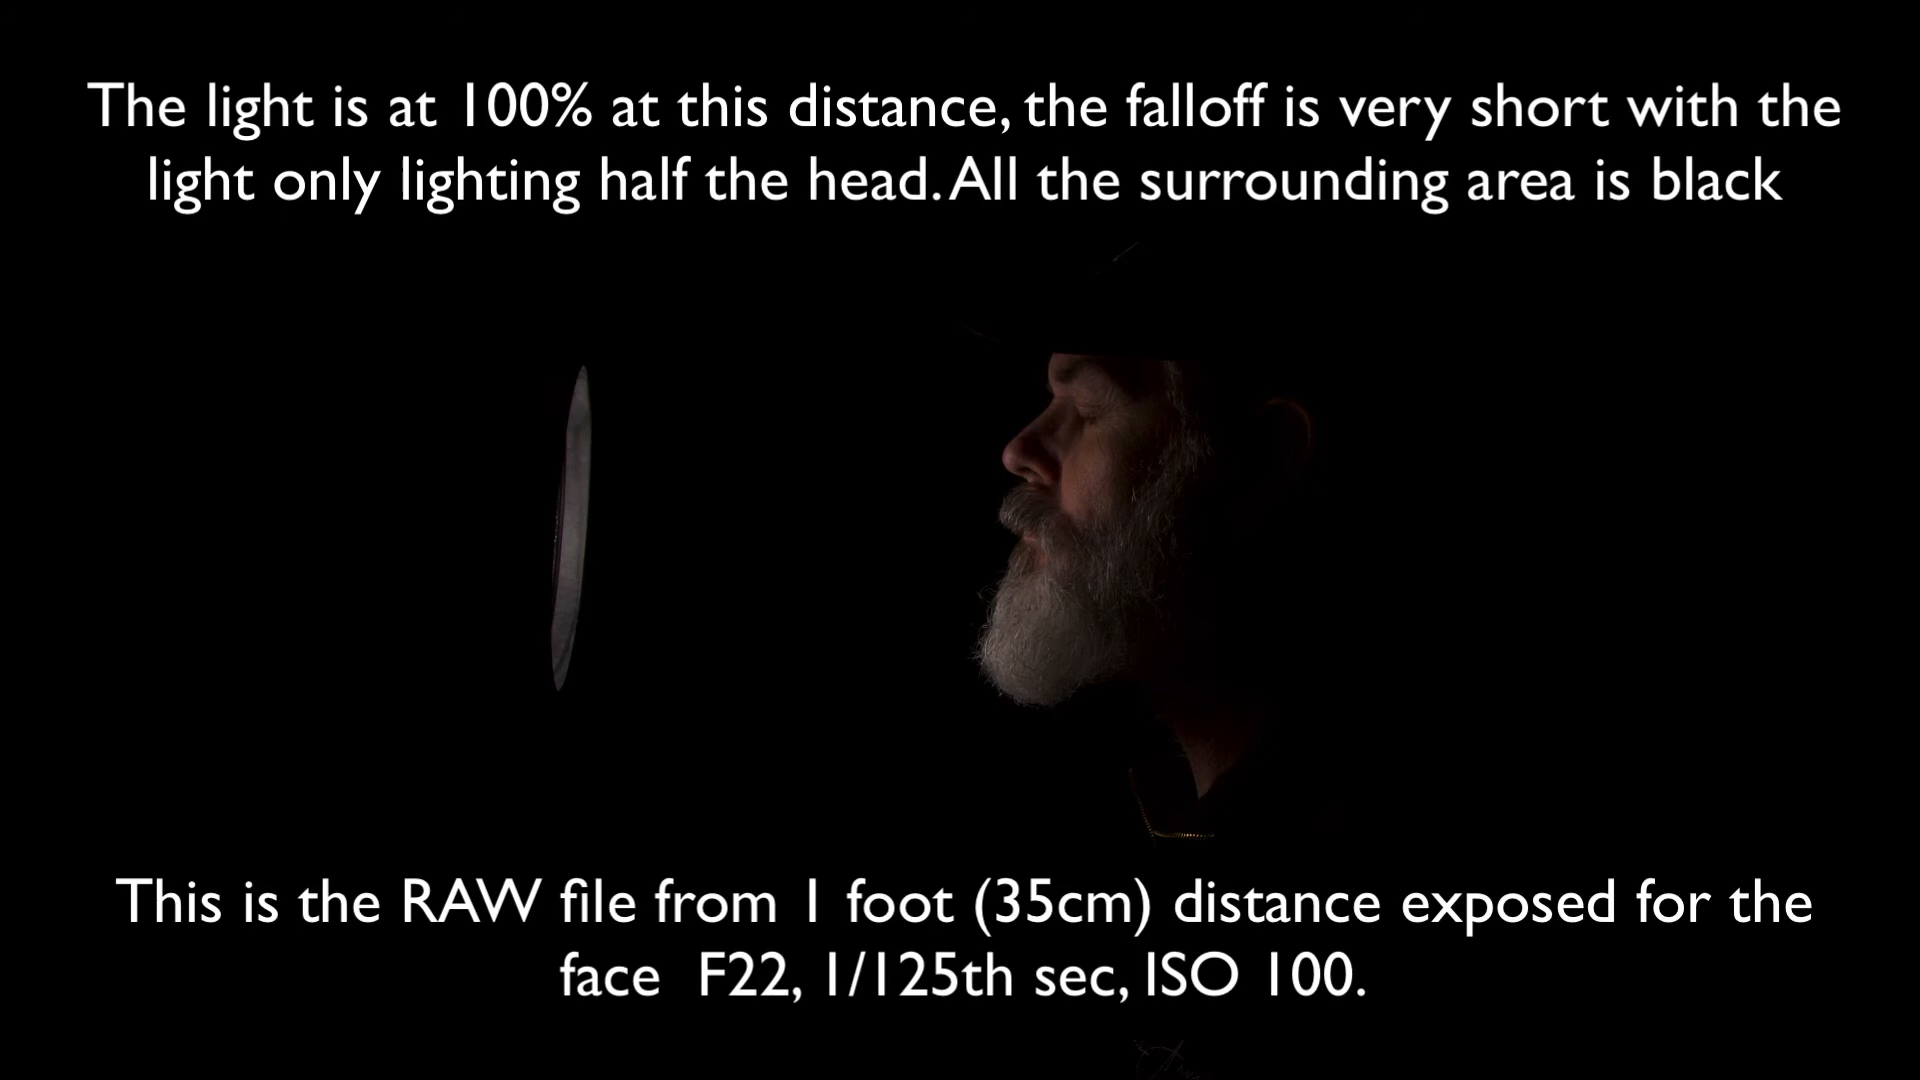 The light is at 100% at this distance, the falloff is very short with the
light only lighting half the head. All the surrounding area is black
This is the RAW file from 1 foot (35cm) distance exposed for the
face  F22, 1/125th sec, ISO 100.